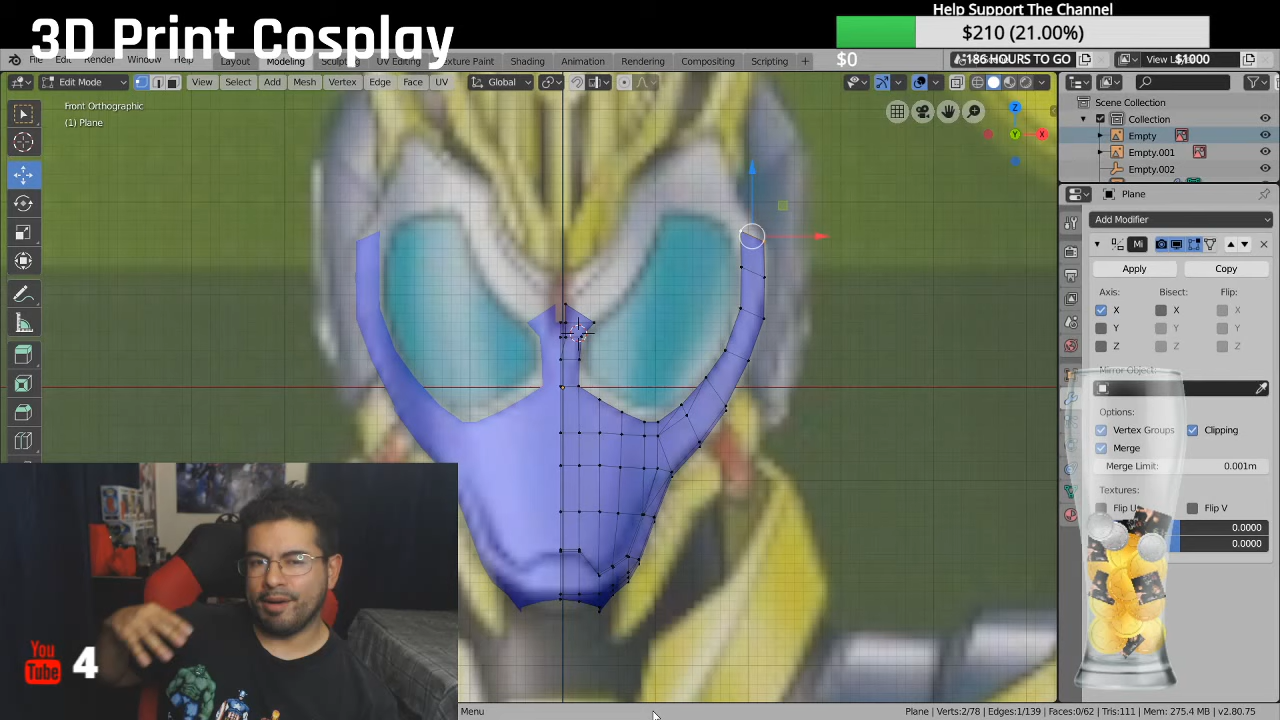 3D Print Cosplay
Help Support The Channel
$210 (21.00%)
$0
186 HOURS TO GO
$1000
File Edit Render Window Help Layout Modeling Sculpting UV Editing Texture Paint Shading Animation Rendering Compositing Scripting +
View L
Edit Mode View Select Add Mesh Vertex Edge Face UV Global
Front Orthographic
(1) Plane
Z
Y
X
Scene Collection
Collection
Empty
Empty.001
Empty.002
Plane
Add Modifier
Mi
Apply Copy
Axis: Bisect: Flip:
X X X
Y Y Y
Z Z Z
Mirror Object:
Options:
Vertex Groups Clipping
Merge
Merge Limit: 0.001m
Textures:
Flip U Flip V
0.0000
0.0000
You
Tube
4
Menu
Plane | Verts:2/78 | Edges:1/139 | Faces:0/62 | Tris:111 | Mem: 275.4 MB | v2.80.75